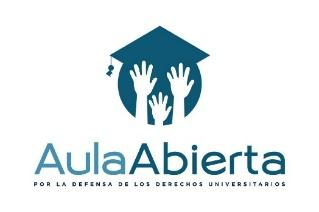 AulaAbierta
POR LA DEFENSA DE LOS DERECHOS UNIVERSITARIOS